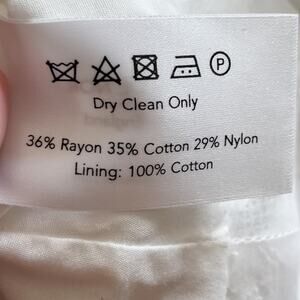 P
Dry Clean Only
36% Rayon 35% Cotton 29% Nylon
Lining: 100% Cotton